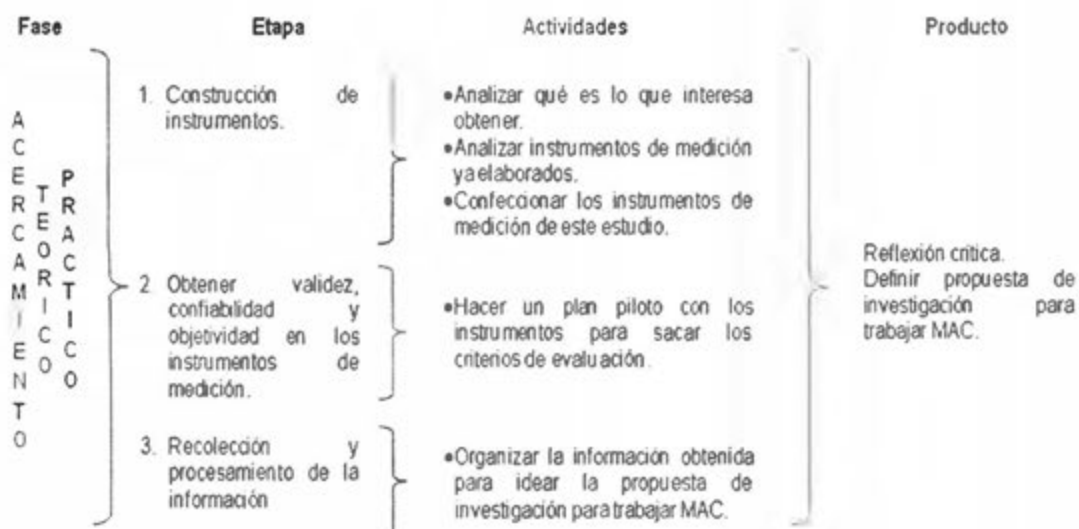 Fase Etapa Actividades Producto
ACERCAMIENTO
TEORICO
PRACTICO
1. Construcción de
instrumentos.
•Analizar qué es lo que interesa
obtener.
•Analizar instrumentos de medición
ya elaborados.
•Confeccionar los instrumentos de
medición de este estudio.
2. Obtener validez,
confiabilidad y
objetividad en los
instrumentos de
medición.
•Hacer un plan piloto con los
instrumentos para sacar los
criterios de evaluación.
3. Recolección y
procesamiento de la
información
•Organizar la información obtenida
para idear la propuesta de
investigación para trabajar MAC.
Reflexión crítica.
Definir propuesta de
investigación para
trabajar MAC.